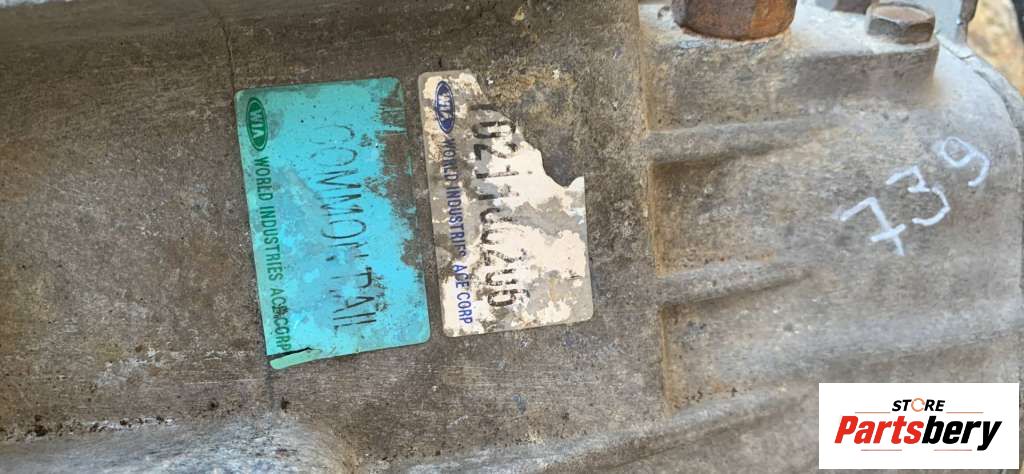 WIA WORLD INDUSTRIES ACE CORP
COMMON RAIL
WIA WORLD INDUSTRIES ACE CORP
739
STORE
Partsbery